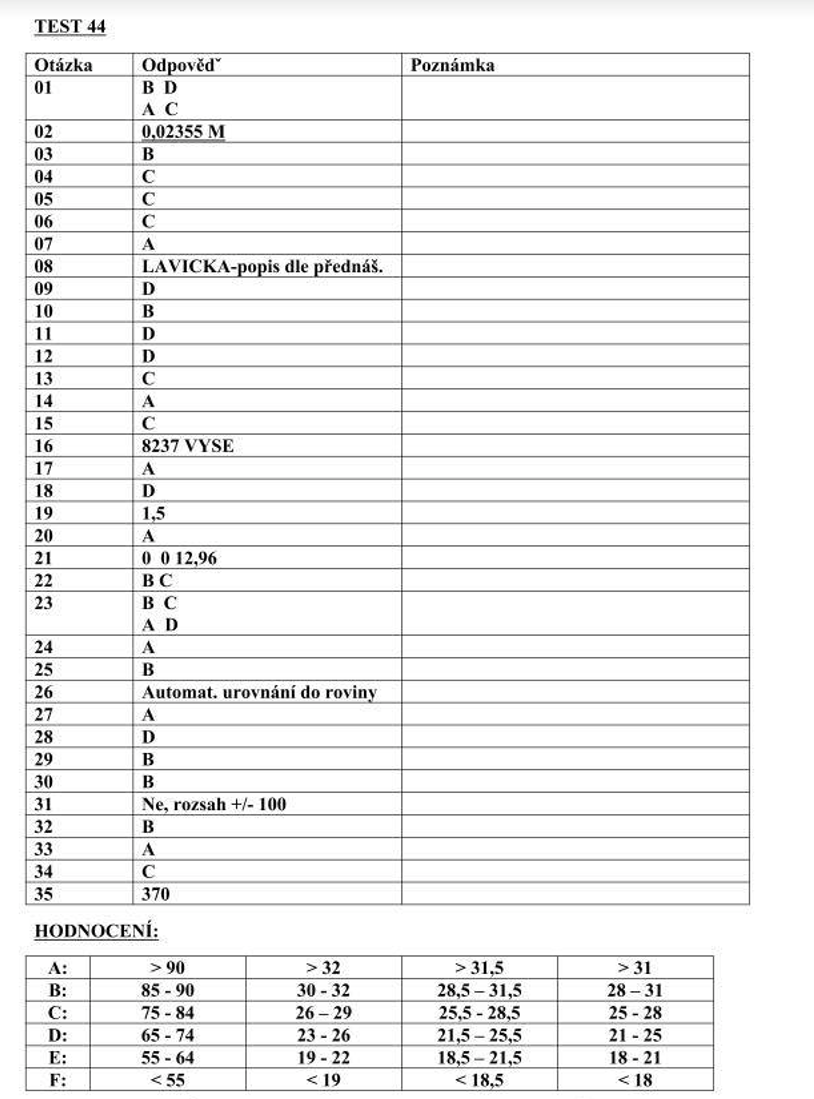 TEST 44
Otázka Odpovědˇ Poznámka
01 B D
A C
02 0,02355 M
03 B
04 C
05 C
06 C
07 A
08 LAVICKA-popis dle přednáš.
09 D
10 B
11 D
12 D
13 C
14 A
15 C
16 8237 VYSE
17 A
18 D
19 1,5
20 A
21 0 0 12,96
22 B C
23 B C
A D
24 A
25 B
26 Automat. urovnání do roviny
27 A
28 D
29 B
30 B
31 Ne, rozsah +/- 100
32 B
33 A
34 C
35 370
HODNOCENÍ:
A: > 90 > 32 > 31,5 > 31
B: 85 - 90 30 - 32 28,5 – 31,5 28 – 31
C: 75 - 84 26 – 29 25,5 - 28,5 25 - 28
D: 65 - 74 23 - 26 21,5 – 25,5 21 - 25
E: 55 - 64 19 - 22 18,5 – 21,5 18 - 21
F: < 55 < 19 < 18,5 < 18